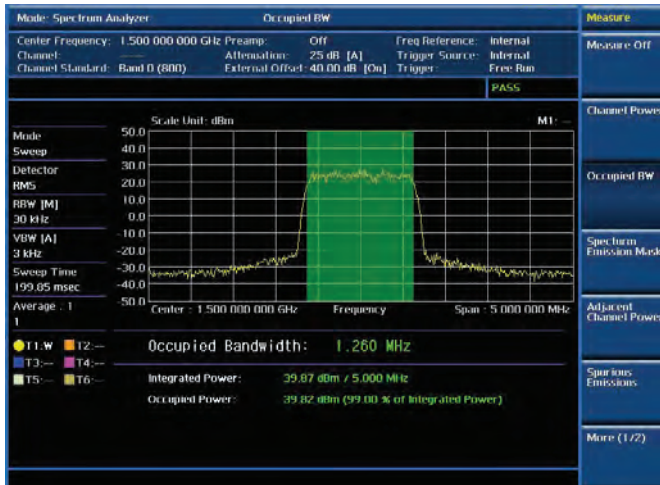 Mode: Spectrum Analyzer Occupied BW
Center Frequency: 1.500 000 000 GHz Preamp: Off Freq Reference: Internal
Channel: ----- Attenuation: 25 dB [A] Trigger Source: Internal
Channel Standard: Band 0 (800) External Offset: 40.00 dB [On] Trigger: Free Run
PASS
Scale Unit: dBm M1: --
Mode
Sweep
Detector
RMS
RBW [M]
30 kHz
VBW [A]
3 kHz
Sweep Time
199.85 msec
Average : 1
1
T1:W T2:--
T3:-- T4:--
T5:-- T6:--
50.0
40.0
30.0
20.0
10.0
0.0
-10.0
-20.0
-30.0
-40.0
-50.0
Center : 1.500 000 000 GHz Frequency Span : 5.000 000 MHz
Occupied Bandwidth: 1.260 MHz
Integrated Power: 39.87 dBm / 5.000 MHz
Occupied Power: 39.82 dBm (99.00 % of Integrated Power)
Measure
Measure Off
Channel Power
Occupied BW
Specturm
Emission Mask
Adjacent
Channel Power
Spurious
Emissions
More (1/2)